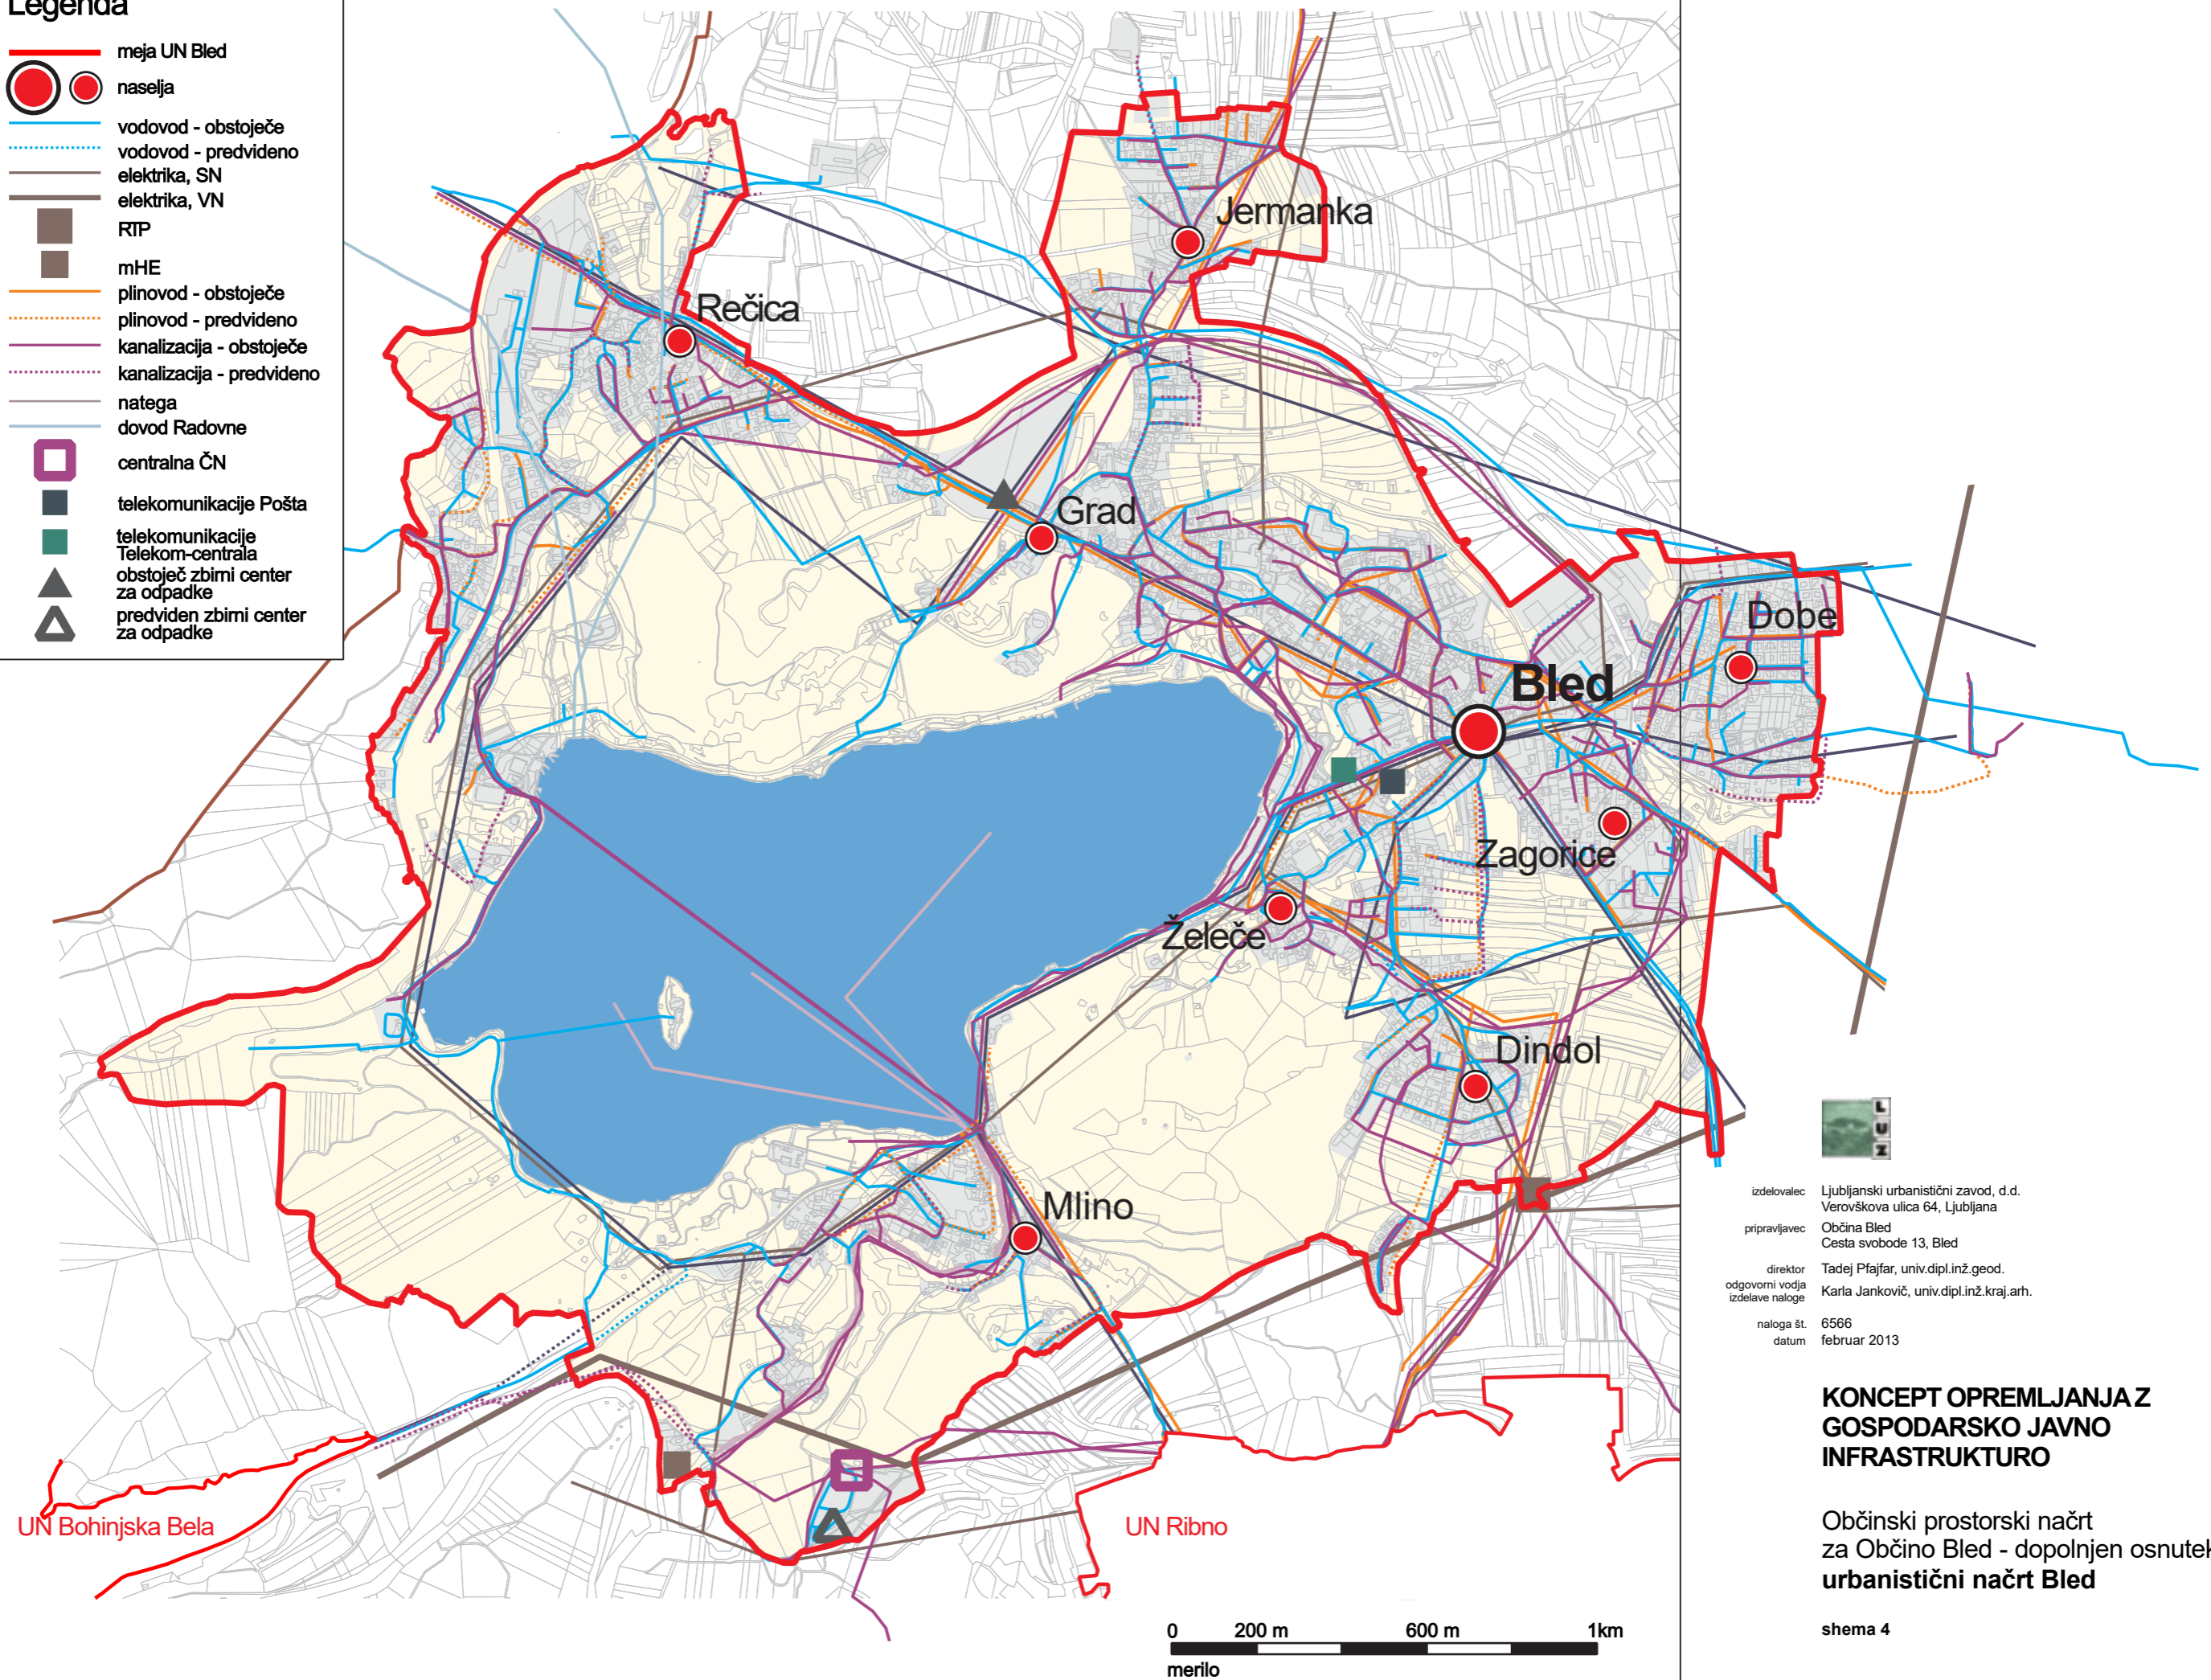 Legenda
meja UN Bled
naselja
vodovod - obstoječe
vodovod - predvideno
elektrika, SN
elektrika, VN
RTP
mHE
plinovod - obstoječe
plinovod - predvideno
kanalizacija - obstoječe
kanalizacija - predvideno
natega
dovod Radovne
centralna ČN
telekomunikacije Pošta
telekomunikacije
Telekom-centrala
obstoječ zbirni center
za odpadke
predviden zbirni center
za odpadke
Jermanka
Rečica
Grad
Dobe
Bled
Zagorice
Želeče
Dindol
Mlino
UN Bohinjska Bela
UN Ribno
0 200 m 600 m 1km
merilo
L
U
Z
izdelovalec Ljubljanski urbanistični zavod, d.d.
Verovškova ulica 64, Ljubljana
pripravljavec Občina Bled
Cesta svobode 13, Bled
direktor Tadej Pfajfar, univ.dipl.inž.geod.
odgovorni vodja
izdelave naloge Karla Jankovič, univ.dipl.inž.kraj.arh.
naloga št. 6566
datum februar 2013
KONCEPT OPREMLJANJA Z
GOSPODARSKO JAVNO
INFRASTRUKTURO
Občinski prostorski načrt
za Občino Bled - dopolnjen osnutek
urbanistični načrt Bled
shema 4